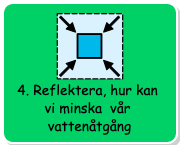 4. Reflektera, hur kan
vi minska vår
vattenåtgång